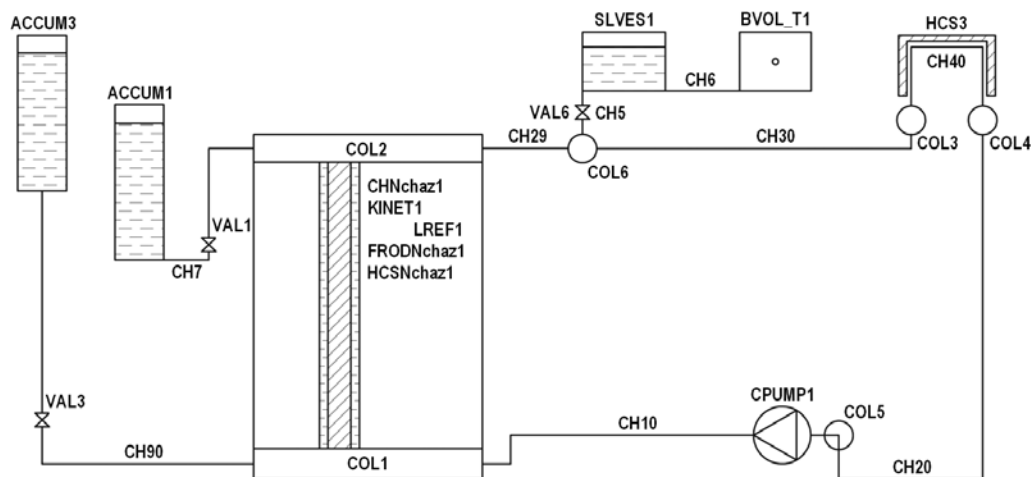 ACCUM3
SLVES1
BVOL_T1
HCS3
CH40
ACCUM1
CH6
VAL6
CH5
CH29
CH30
COL3
COL4
COL2
COL6
CHNchaz1
KINET1
LREF1
FRODNchaz1
HCSNchaz1
VAL1
CH7
CPUMP1
VAL3
CH10
COL5
CH90
COL1
CH20